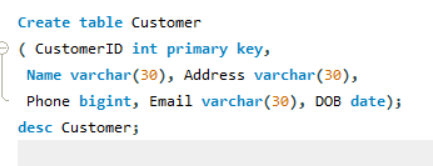 Create table Customer
( CustomerID int primary key,
Name varchar(30), Address varchar(30),
Phone bigint, Email varchar(30), DOB date);
desc Customer;